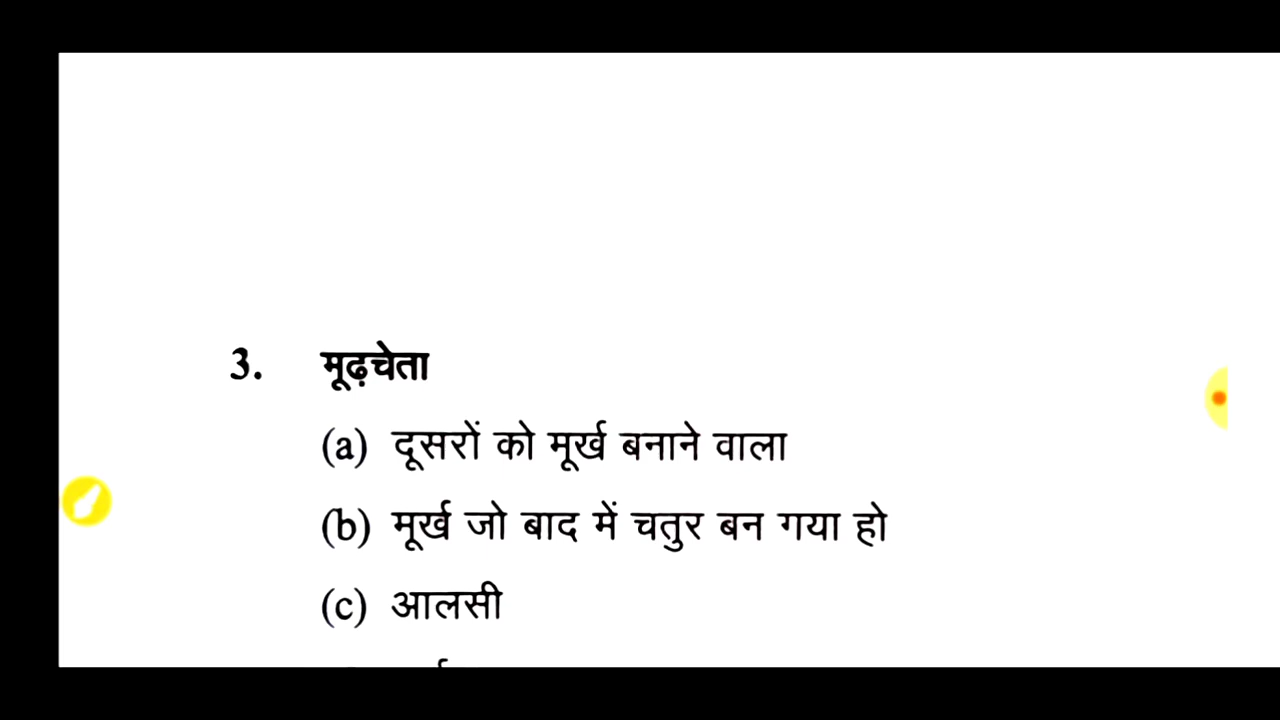 3. मूढ़चेता
(a) दूसरों को मूर्ख बनाने वाला
(b) मूर्ख जो बाद में चतुर बन गया हो
(c) आलसी